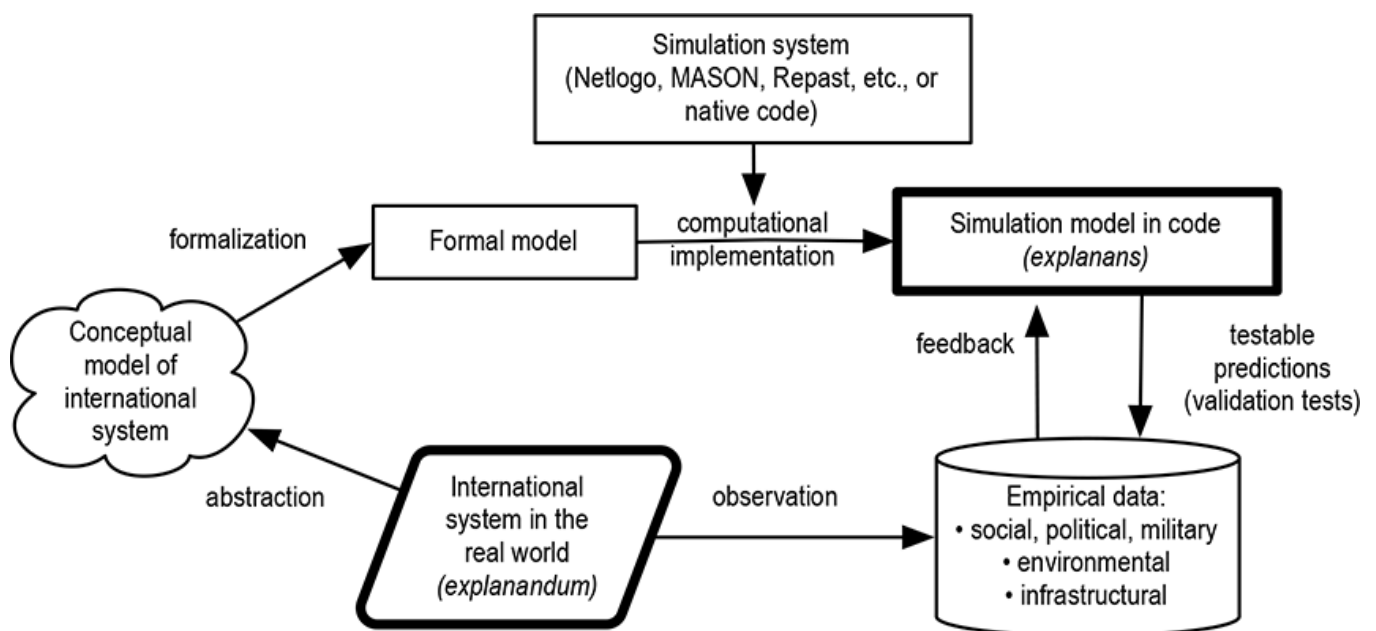 Simulation system
(Netlogo, MASON, Repast, etc., or
native code)
formalization
Formal model
computational
implementation
Simulation model in code
(explanans)
Conceptual
model of
international
system
feedback
testable
predictions
(validation tests)
abstraction
International
system in the
real world
(explanandum)
observation
Empirical data:
• social, political, military
• environmental
• infrastructural